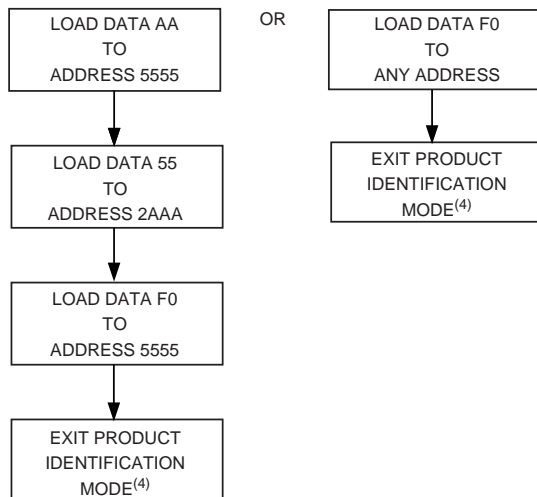 LOAD DATA AA
TO
ADDRESS 5555
LOAD DATA 55
TO
ADDRESS 2AAA
LOAD DATA F0
TO
ADDRESS 5555
EXIT PRODUCT
IDENTIFICATION
MODE(4)
OR
LOAD DATA F0
TO
ANY ADDRESS
EXIT PRODUCT
IDENTIFICATION
MODE(4)